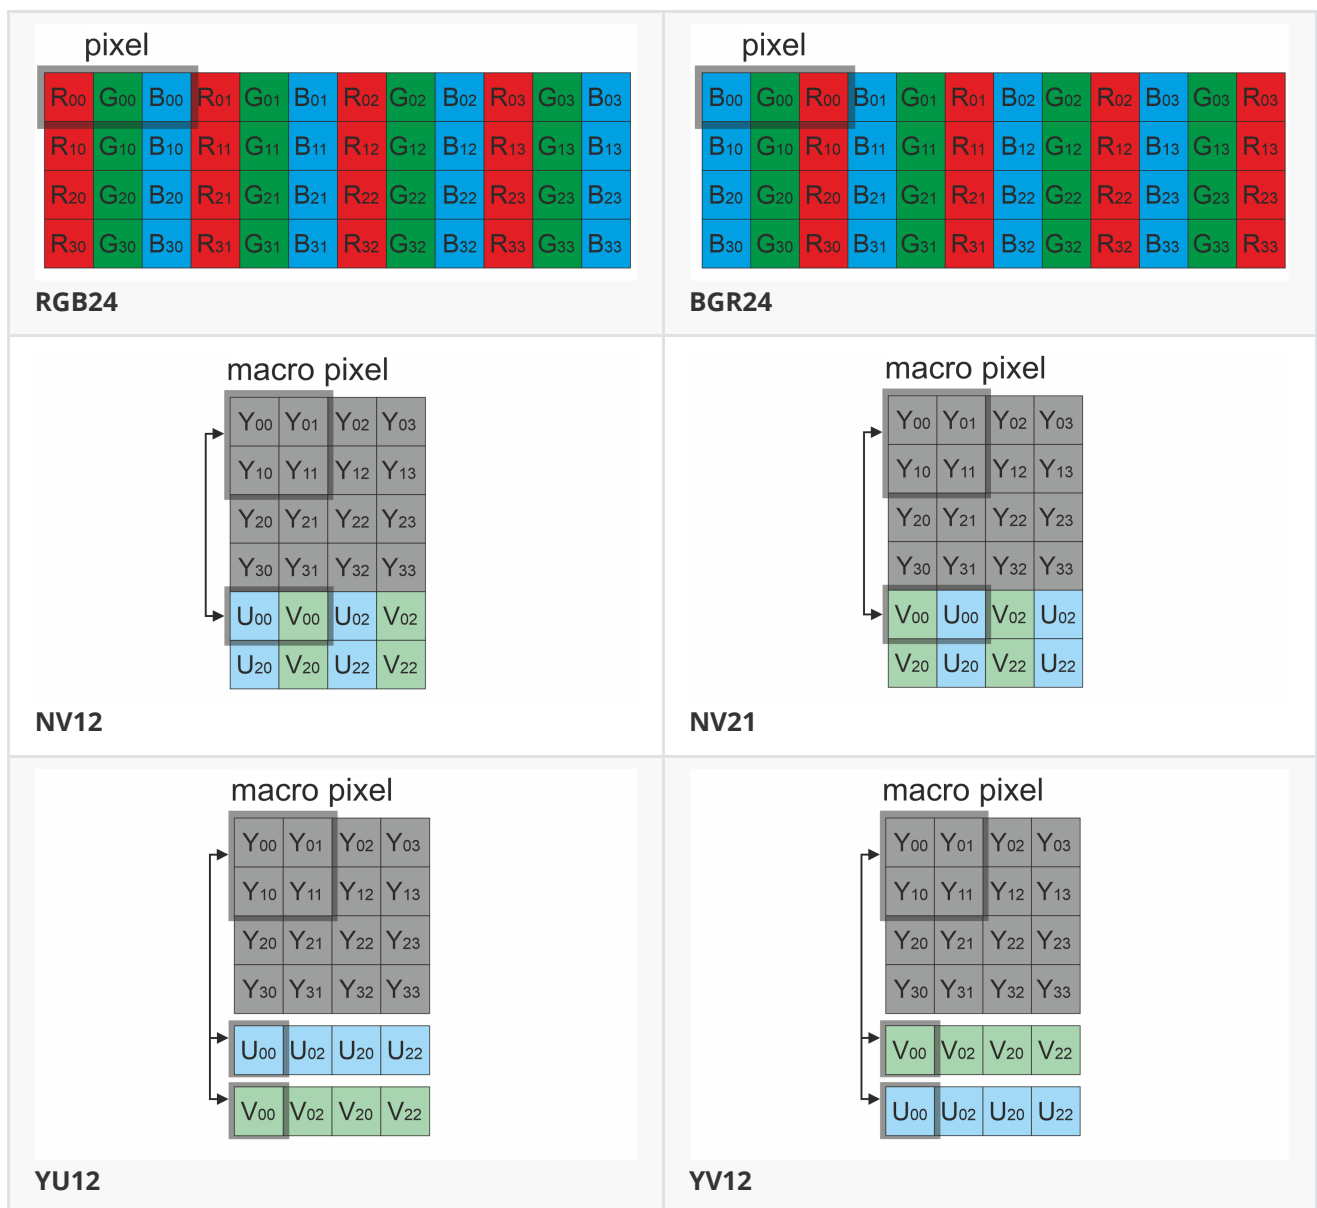 pixel
R00 G00 B00 R01 G01 B01 R02 G02 B02 R03 G03 B03
R10 G10 B10 R11 G11 B11 R12 G12 B12 R13 G13 B13
R20 G20 B20 R21 G21 B21 R22 G22 B22 R23 G23 B23
R30 G30 B30 R31 G31 B31 R32 G32 B32 R33 G33 B33
RGB24
pixel
B00 G00 R00 B01 G01 R01 B02 G02 R02 B03 G03 R03
B10 G10 R10 B11 G11 R11 B12 G12 R12 B13 G13 R13
B20 G20 R20 B21 G21 R21 B22 G22 R22 B23 G23 R23
B30 G30 R30 B31 G31 R31 B32 G32 R32 B33 G33 R33
BGR24
macro pixel
Y00 Y01 Y02 Y03
Y10 Y11 Y12 Y13
Y20 Y21 Y22 Y23
Y30 Y31 Y32 Y33
U00 V00 U02 V02
U20 V20 U22 V22
NV12
macro pixel
Y00 Y01 Y02 Y03
Y10 Y11 Y12 Y13
Y20 Y21 Y22 Y23
Y30 Y31 Y32 Y33
V00 U00 V02 U02
V20 U20 V22 U22
NV21
macro pixel
Y00 Y01 Y02 Y03
Y10 Y11 Y12 Y13
Y20 Y21 Y22 Y23
Y30 Y31 Y32 Y33
U00 U02 U20 U22
V00 V02 V20 V22
YU12
macro pixel
Y00 Y01 Y02 Y03
Y10 Y11 Y12 Y13
Y20 Y21 Y22 Y23
Y30 Y31 Y32 Y33
V00 V02 V20 V22
U00 U02 U20 U22
YV12